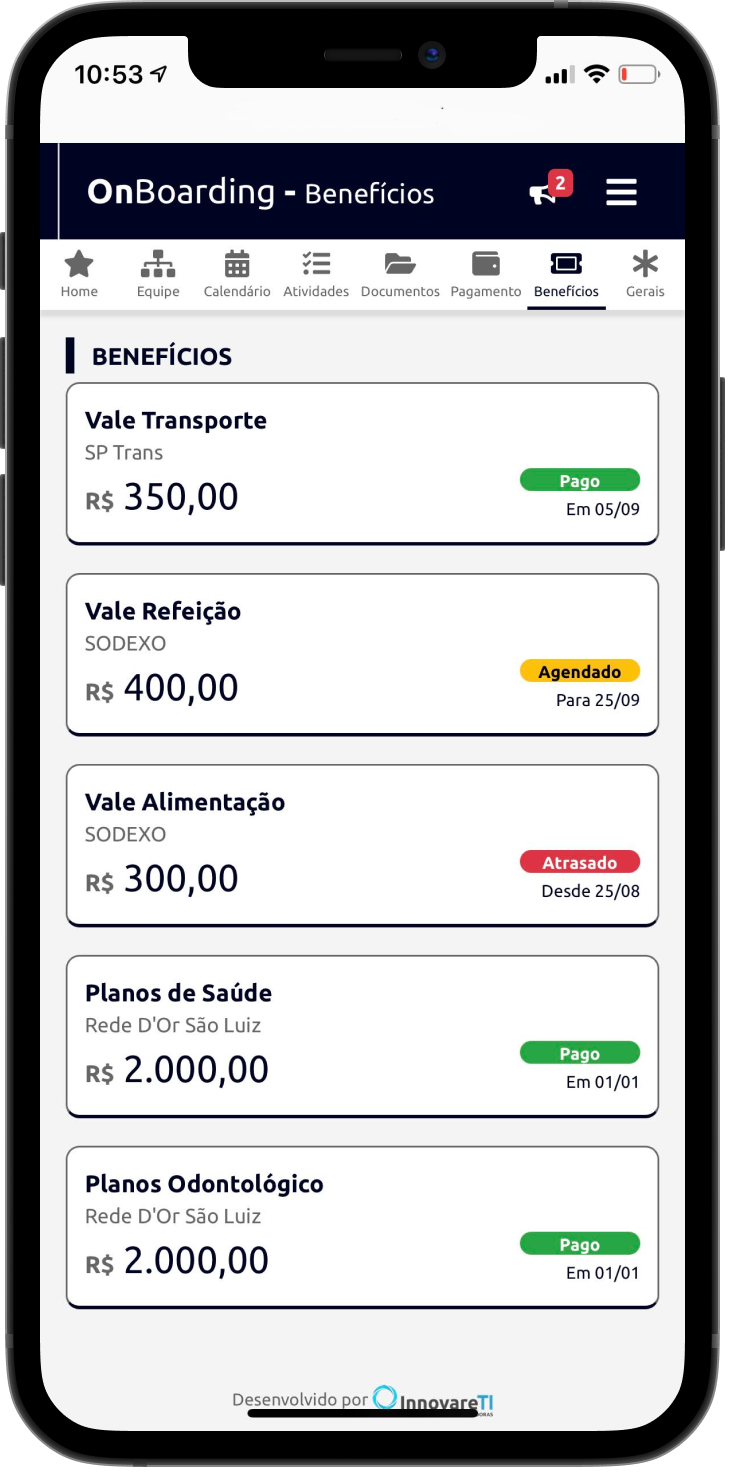 10:53
OnBoarding - Benefícios
2
Home Equipe Calendário Atividades Documentos Pagamento Benefícios Gerais
BENEFÍCIOS
Vale Transporte
SP Trans
R$ 350,00
Pago
Em 05/09
Vale Refeição
SODEXO
R$ 400,00
Agendado
Para 25/09
Vale Alimentação
SODEXO
R$ 300,00
Atrasado
Desde 25/08
Planos de Saúde
Rede D'Or São Luiz
R$ 2.000,00
Pago
Em 01/01
Planos Odontológico
Rede D'Or São Luiz
R$ 2.000,00
Pago
Em 01/01
Desenvolvido por InnovareTI